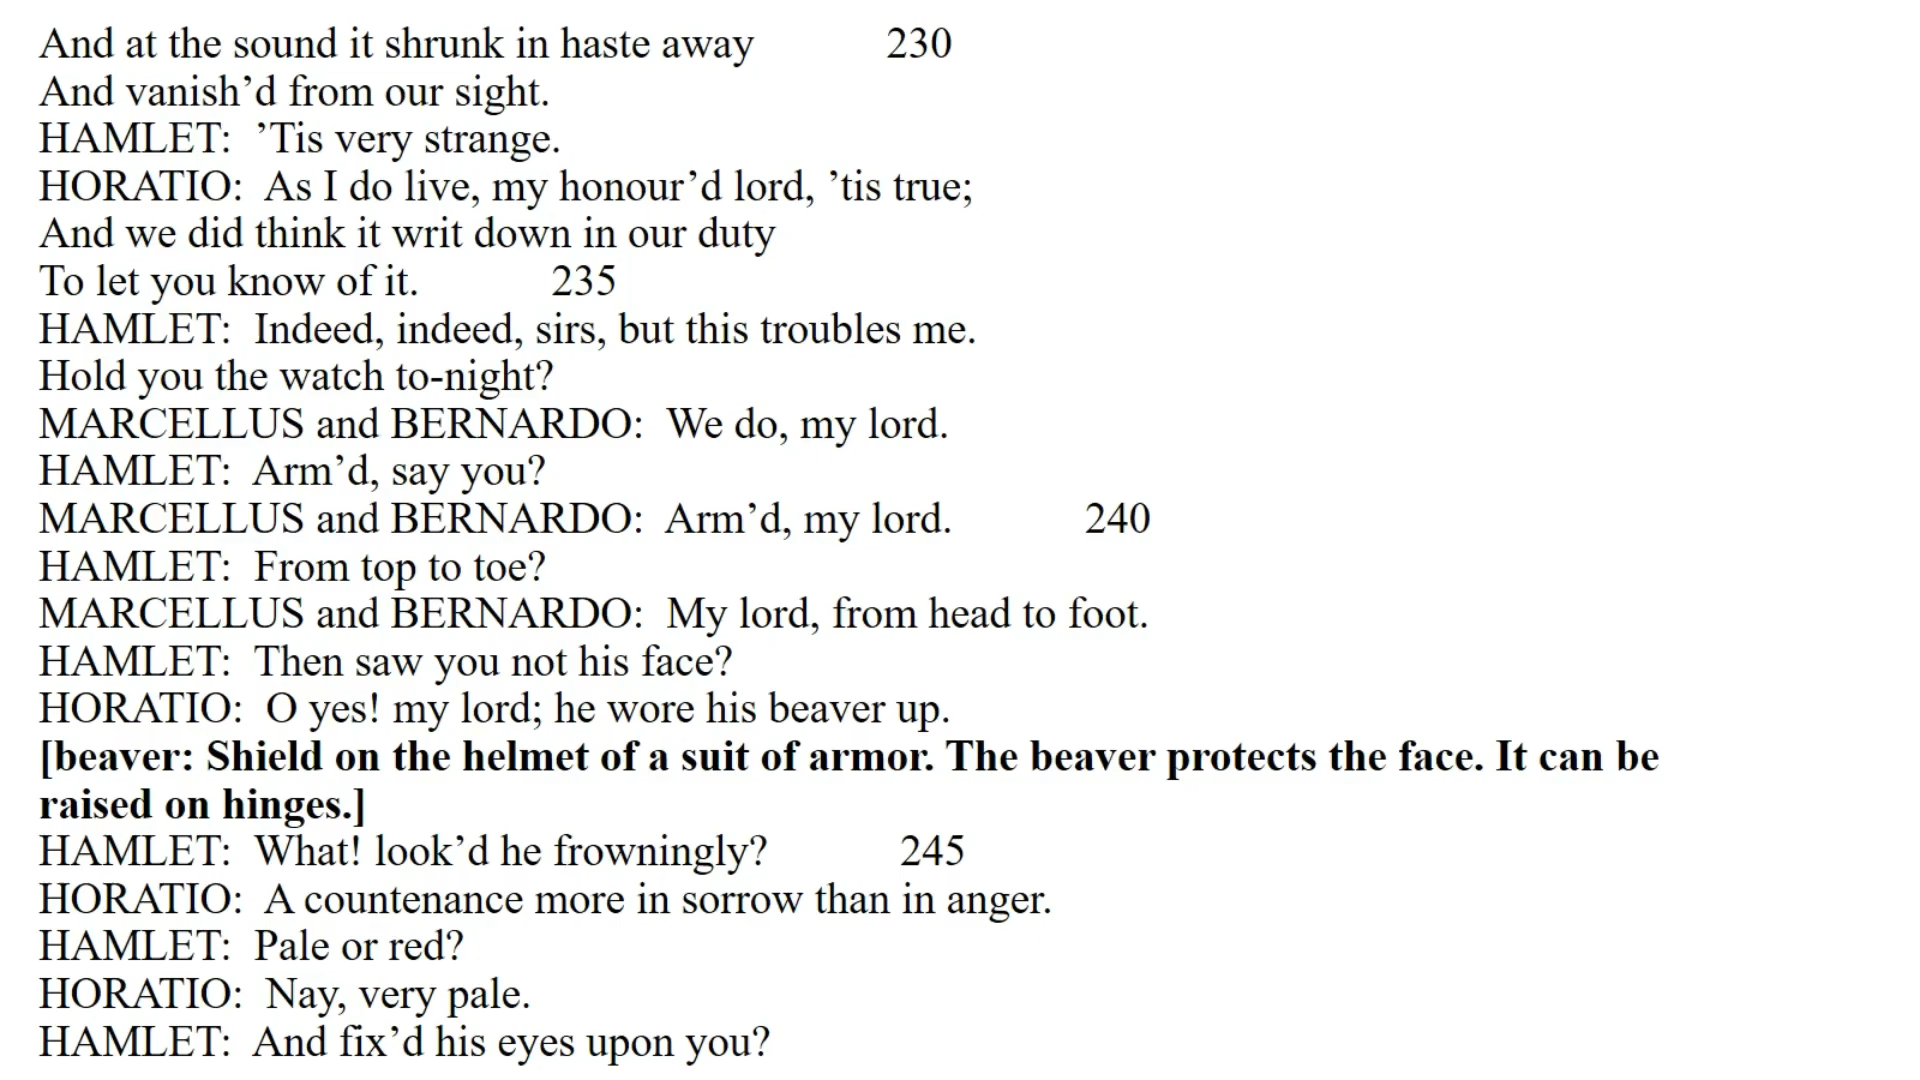 And at the sound it shrunk in haste away 230
And vanish’d from our sight.
HAMLET: ’Tis very strange.
HORATIO: As I do live, my honour’d lord, ’tis true;
And we did think it writ down in our duty
To let you know of it. 235
HAMLET: Indeed, indeed, sirs, but this troubles me.
Hold you the watch to-night?
MARCELLUS and BERNARDO: We do, my lord.
HAMLET: Arm’d, say you?
MARCELLUS and BERNARDO: Arm’d, my lord. 240
HAMLET: From top to toe?
MARCELLUS and BERNARDO: My lord, from head to foot.
HAMLET: Then saw you not his face?
HORATIO: O yes! my lord; he wore his beaver up.
[beaver: Shield on the helmet of a suit of armor. The beaver protects the face. It can be
raised on hinges.]
HAMLET: What! look’d he frowningly? 245
HORATIO: A countenance more in sorrow than in anger.
HAMLET: Pale or red?
HORATIO: Nay, very pale.
HAMLET: And fix’d his eyes upon you?